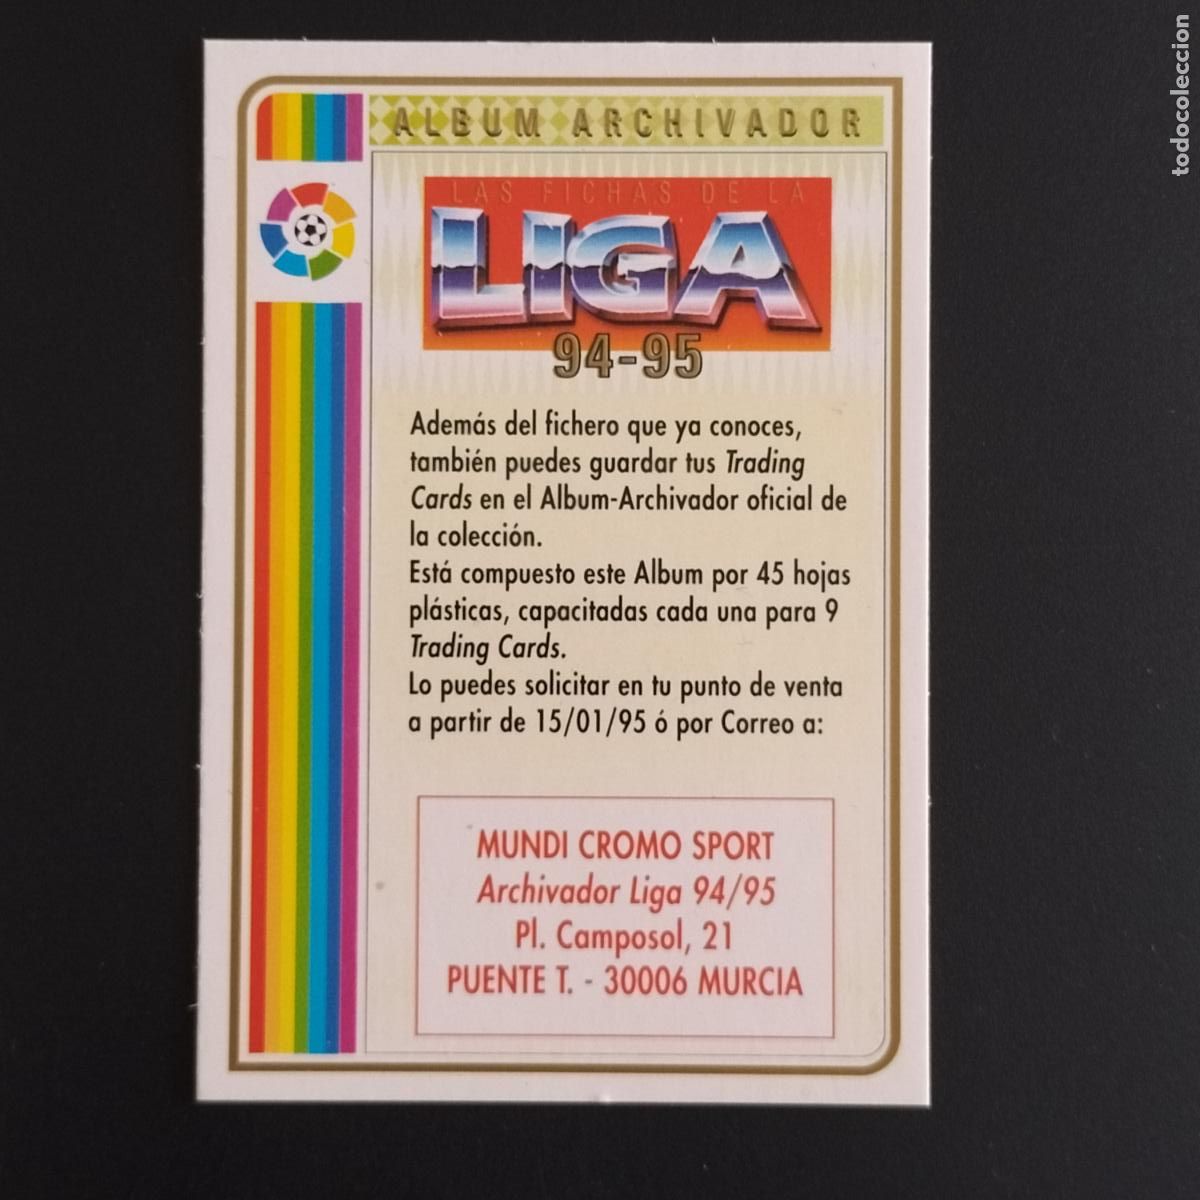 ALBUM ARCHIVADOR
LAS FICHAS DE LA
LIGA
94-95
Además del fichero que ya conoces,
también puedes guardar tus Trading
Cards en el Album-Archivador oficial de
la colección.
Está compuesto este Album por 45 hojas
plásticas, capacitadas cada una para 9
Trading Cards.
Lo puedes solicitar en tu punto de venta
a partir de 15/01/95 ó por Correo a:
MUNDI CROMO SPORT
Archivador Liga 94/95
Pl. Camposol, 21
PUENTE T. - 30006 MURCIA
todocoleccion